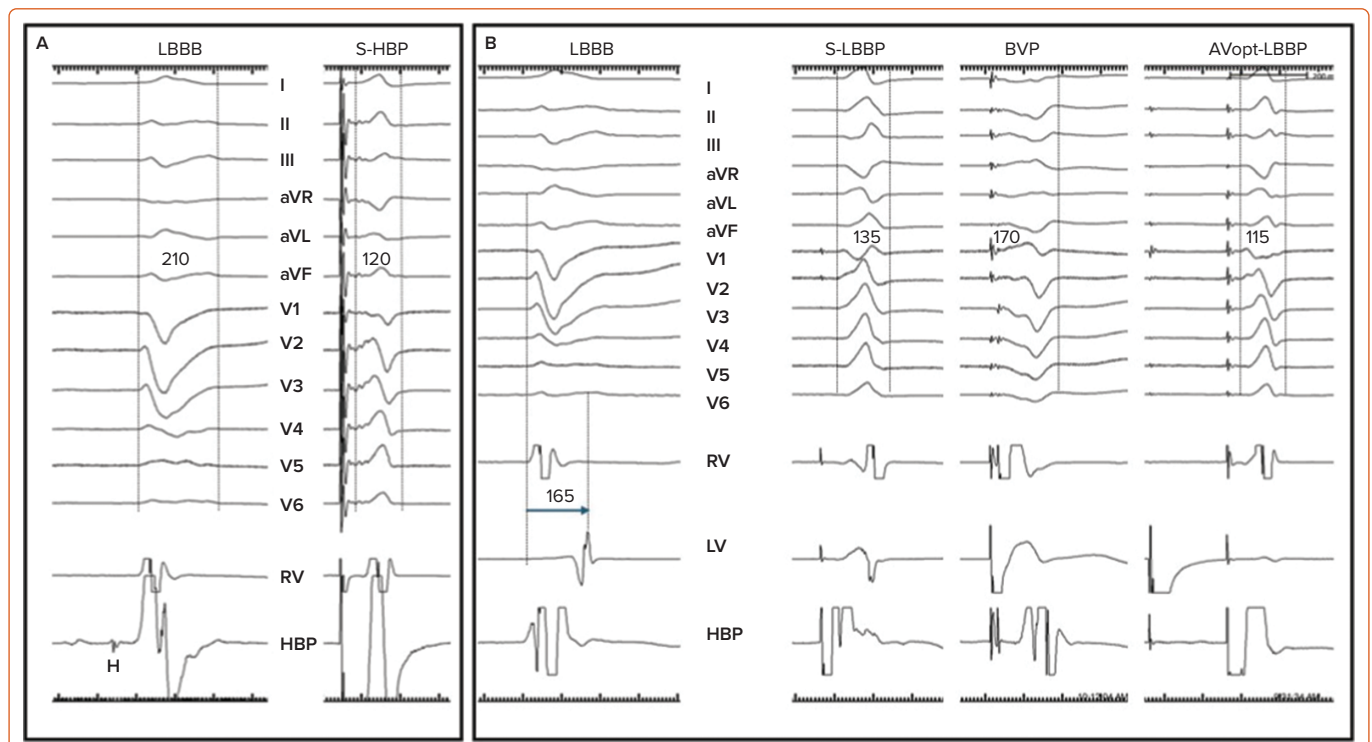 A
LBBB
S-HBP
I
II
III
aVR
aVL
210
120
aVF
V1
V2
V3
V4
V5
V6
RV
HBP
H
B
LBBB
S-LBBP
BVP
AVopt-LBBP
I
II
III
aVR
aVL
aVF
135
170
115
V1
V2
V3
V4
V5
V6
RV
165
LV
HBP